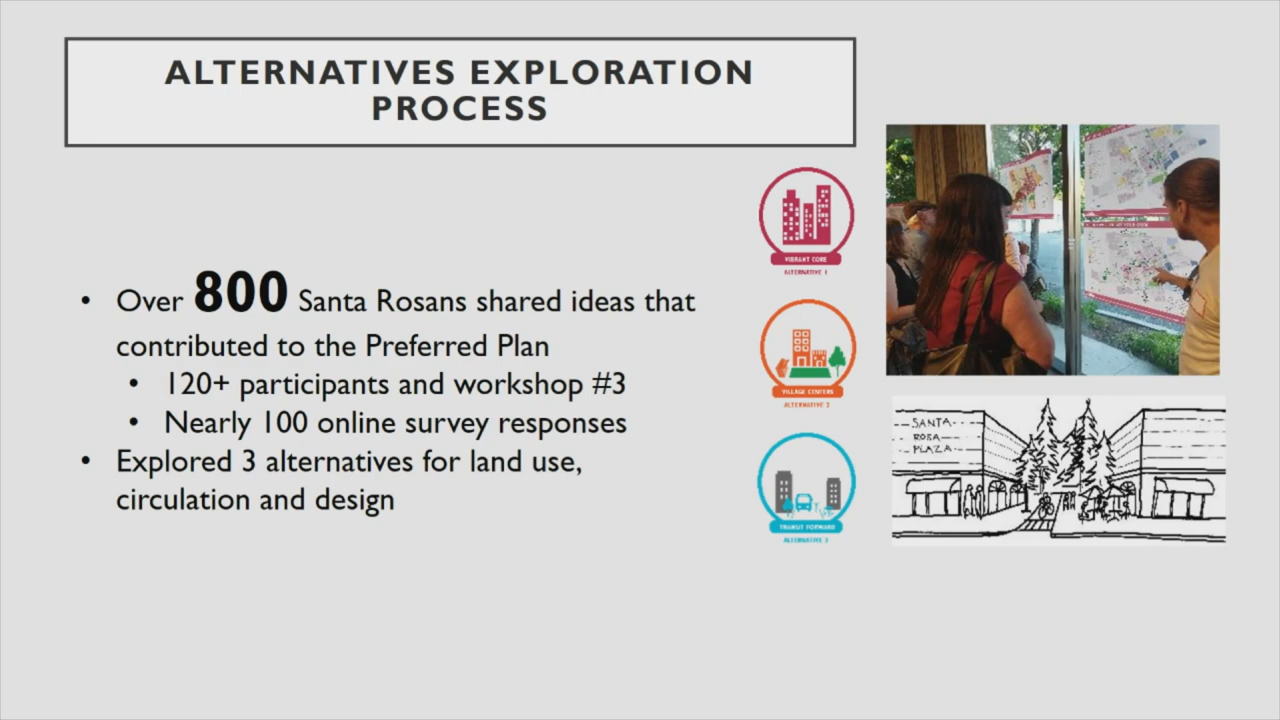 ALTERNATIVES EXPLORATION
PROCESS
• Over 800 Santa Rosans shared ideas that
contributed to the Preferred Plan
• 120+ participants and workshop #3
• Nearly 100 online survey responses
• Explored 3 alternatives for land use,
circulation and design
VIBRANT CORE
ALTERNATIVE 1
VILLAGE CENTERS
ALTERNATIVE 2
TRANSIT FORWARD
ALTERNATIVE 3
SANTA
ROSA
PLAZA